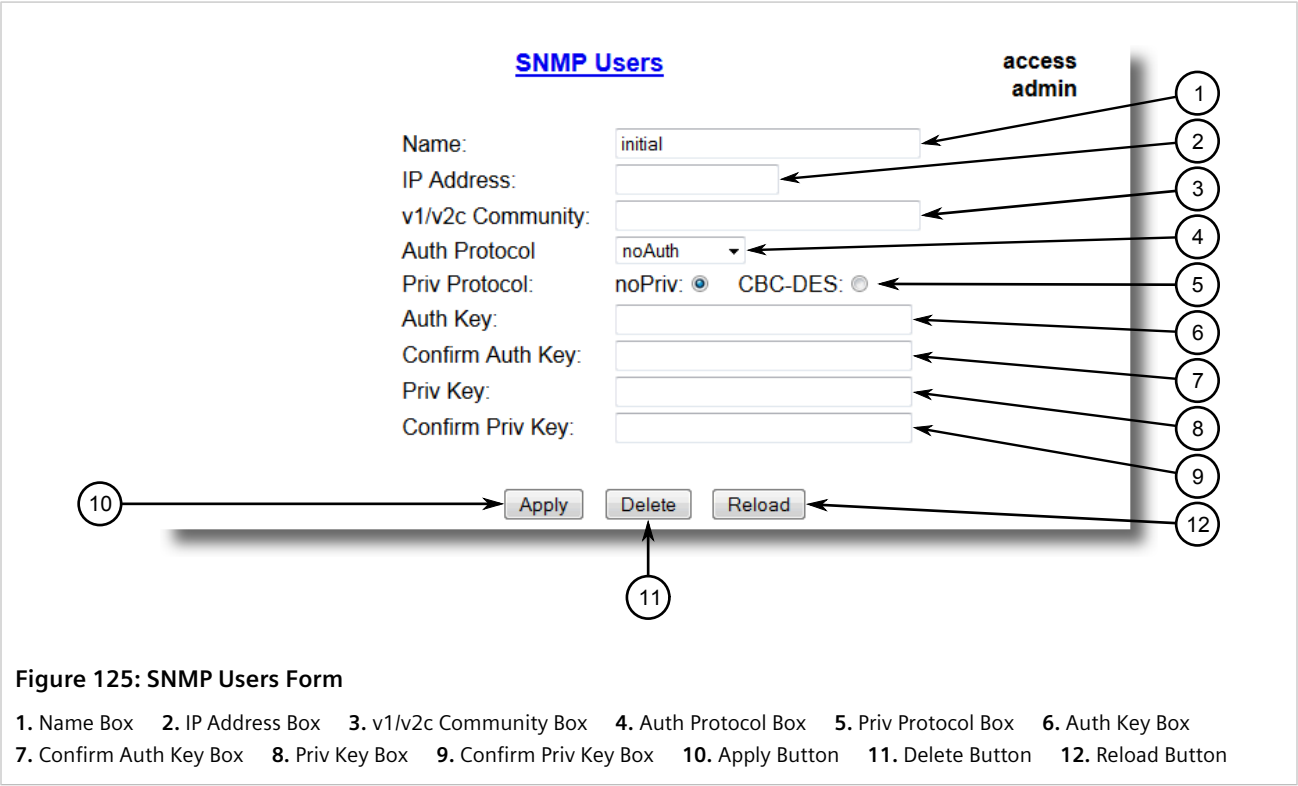 SNMP Users
access
admin
1
Name: initial
2
IP Address:
3
v1/v2c Community:
4
Auth Protocol noAuth
5
Priv Protocol: noPriv: CBC-DES:
6
Auth Key:
7
Confirm Auth Key:
8
Priv Key:
9
Confirm Priv Key:
10
Apply Delete Reload
12
11
Figure 125: SNMP Users Form
1. Name Box 2. IP Address Box 3. v1/v2c Community Box 4. Auth Protocol Box 5. Priv Protocol Box 6. Auth Key Box
7. Confirm Auth Key Box 8. Priv Key Box 9. Confirm Priv Key Box 10. Apply Button 11. Delete Button 12. Reload Button